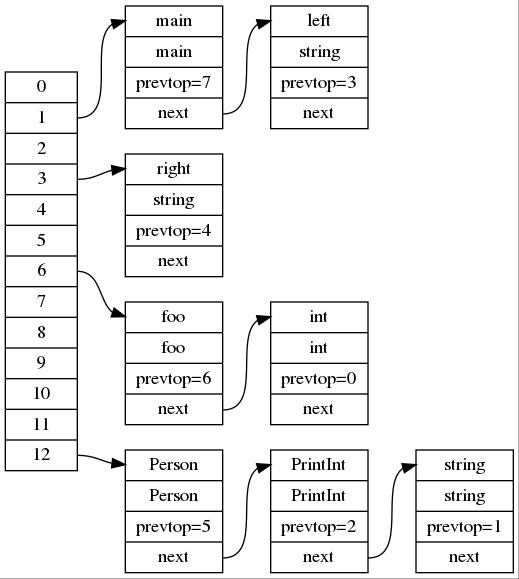 0
1
2
3
4
5
6
7
8
9
10
11
12
main
main
prevtop=7
next
left
string
prevtop=3
next
right
string
prevtop=4
next
foo
foo
prevtop=6
next
int
int
prevtop=0
next
Person
Person
prevtop=5
next
PrintInt
PrintInt
prevtop=2
next
string
string
prevtop=1
next